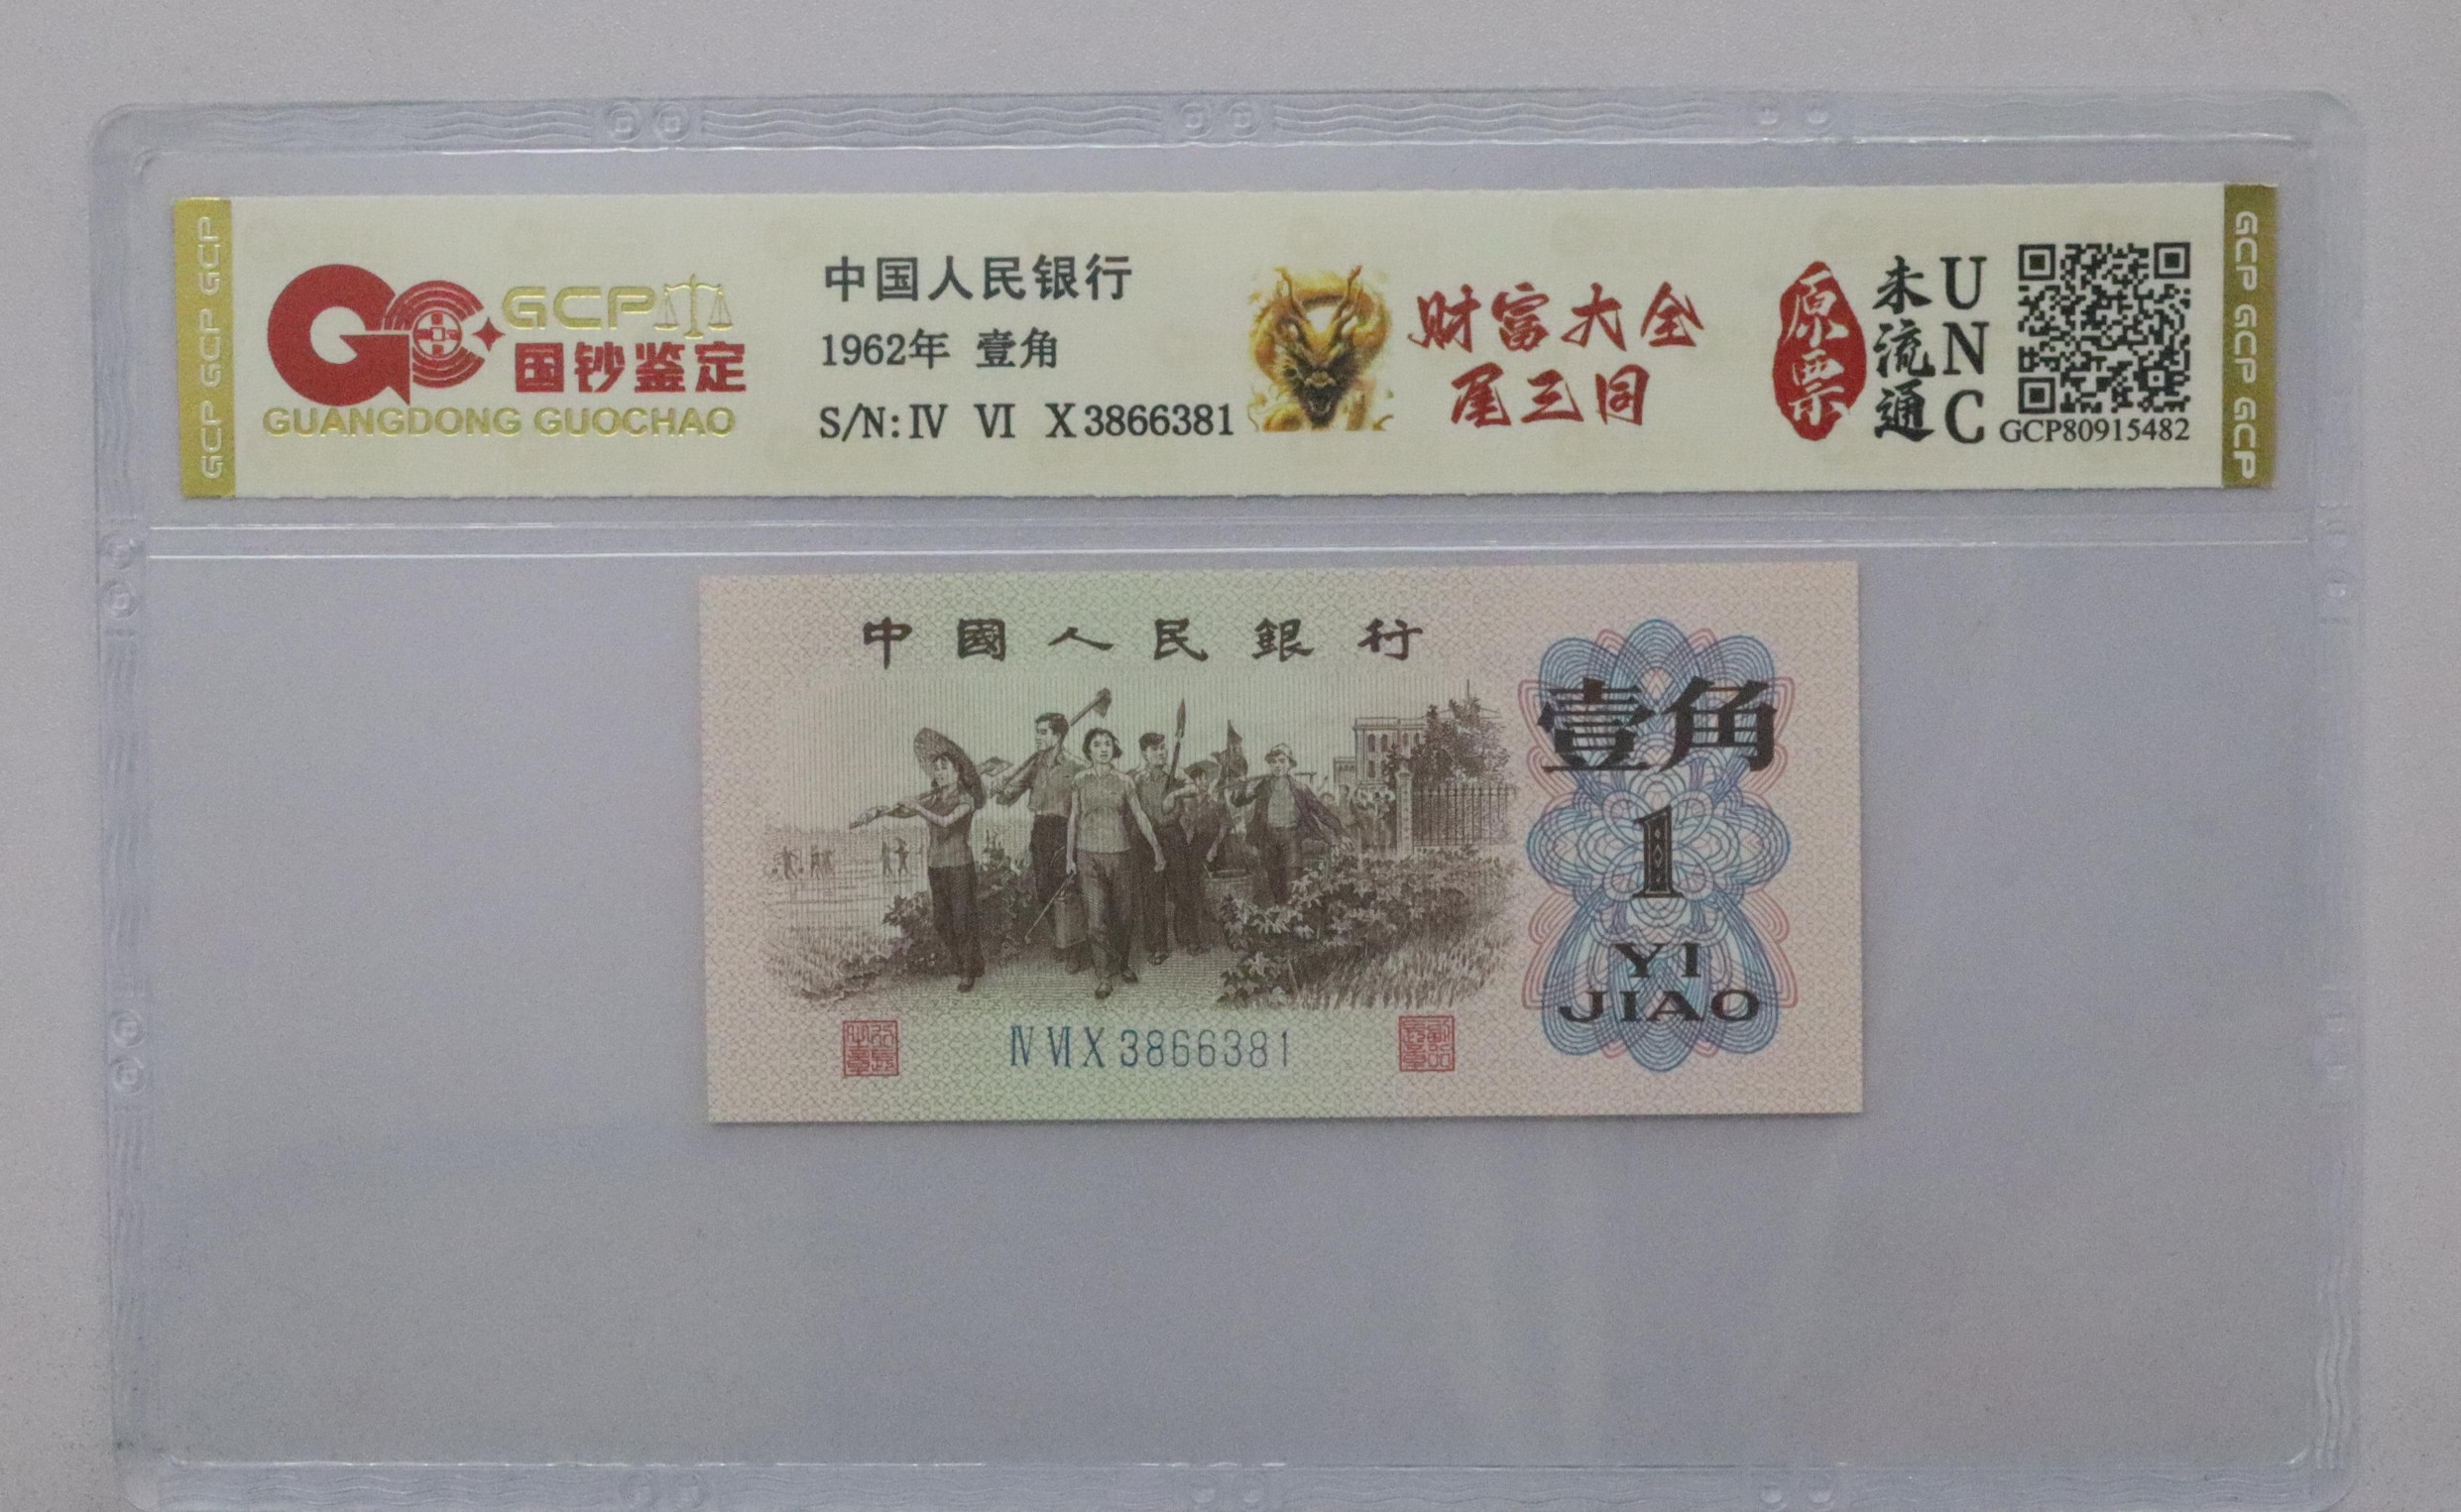 GCP GCP GCP
GCP
国钞鉴定
GUANGDONG GUOCHAO
中国人民银行
1962年 壹角
S/N:Ⅳ Ⅵ Ⅹ3866381
财富大全
尾三同
原票
未流通
UNC
GCP80915482
GCP GCP GCP
中國人民銀行
壹角
1
YI
JIAO
Ⅳ Ⅵ Ⅹ 3866381